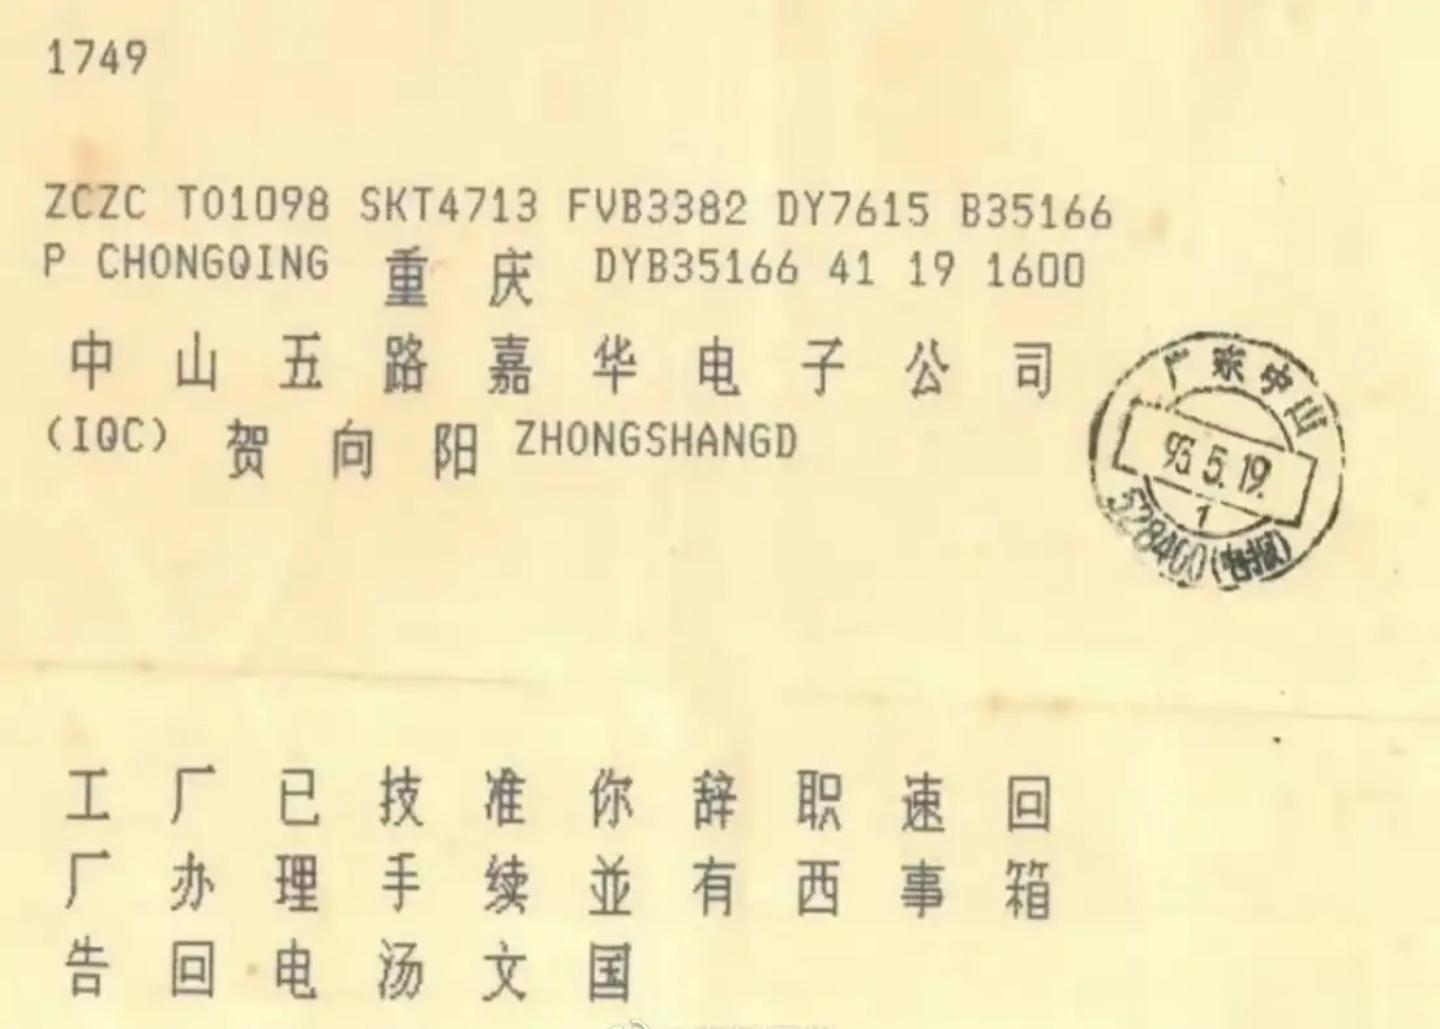 1749
ZCZC T01098 SKT4713 FVB3382 DY7615 B35166
P CHONGQING 重庆 DYB35166 41 19 1600
中山五路嘉华电子公司
(IQC) 贺向阳 ZHONGSHANGD
广东中山
5.19.
1
528400(电报)
工厂已技准你辞职速回
厂办理手续並有西事箱
告回电汤文国